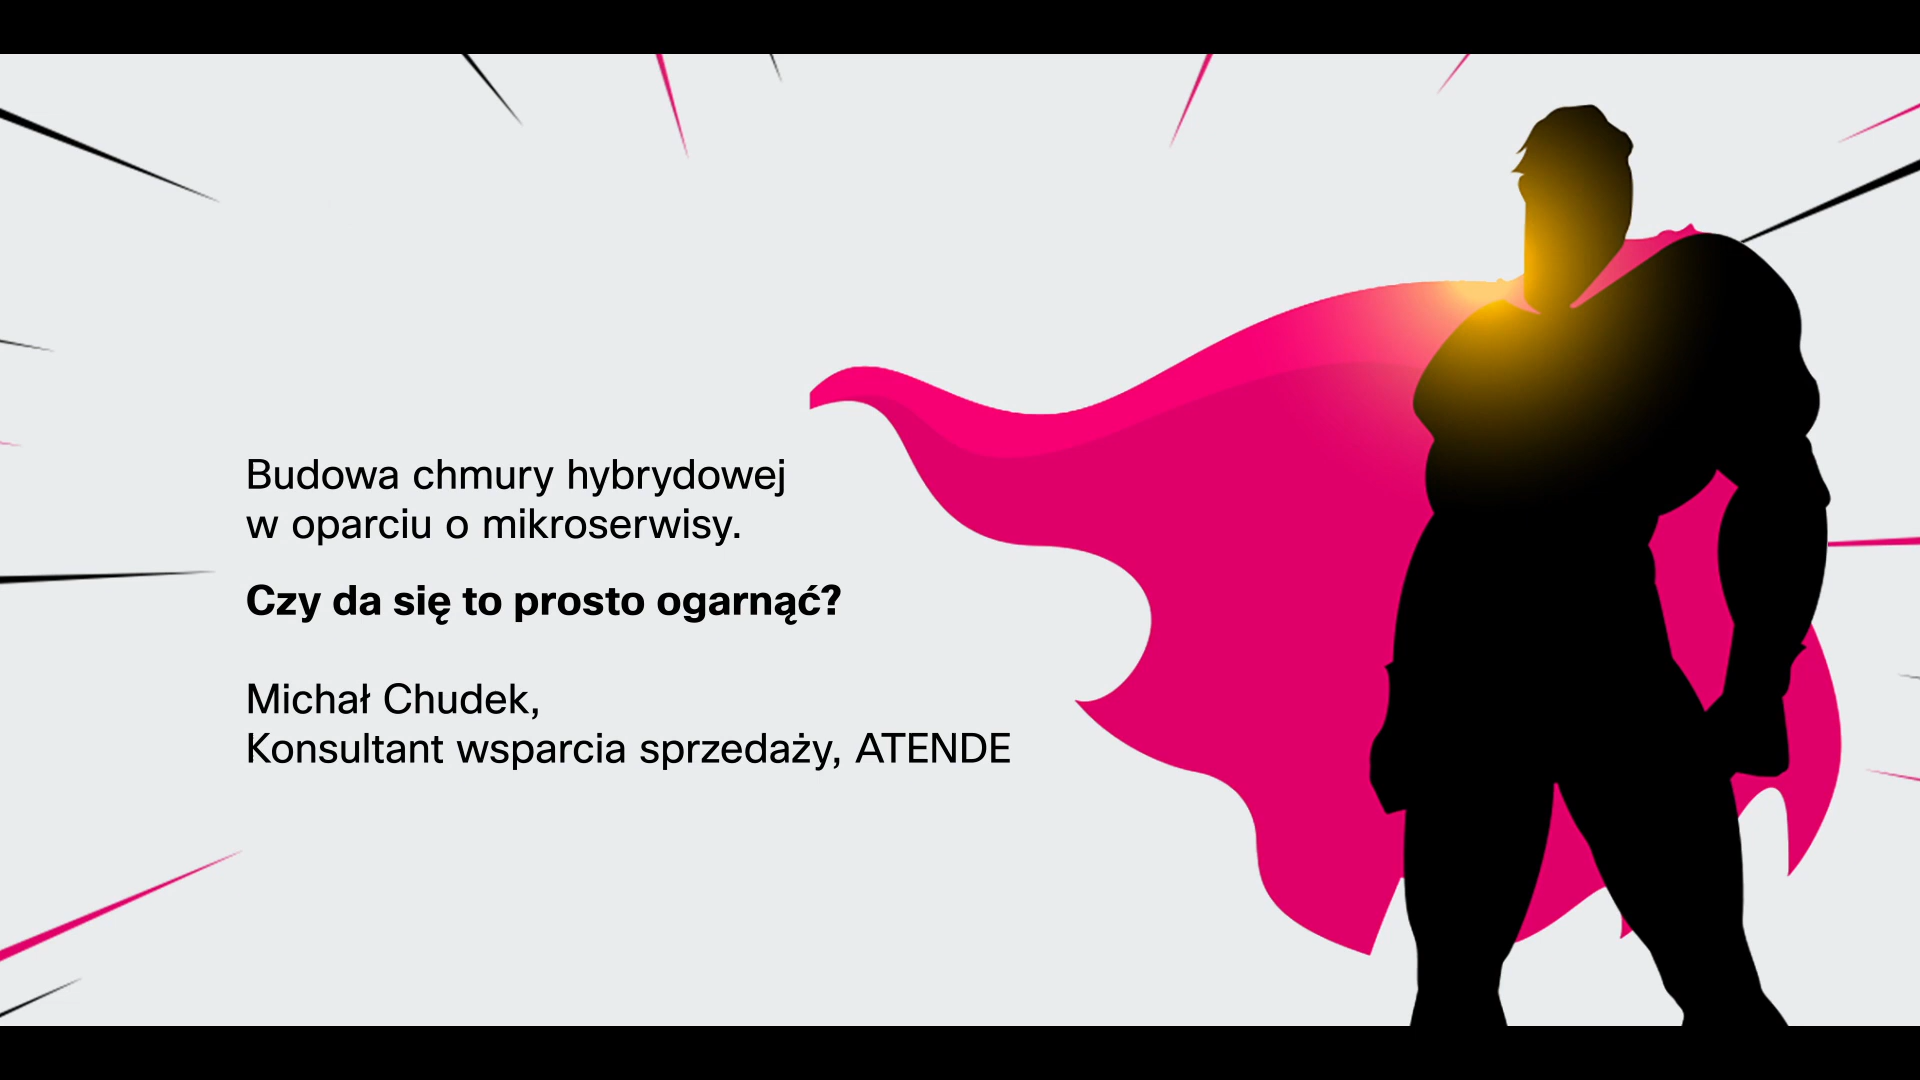 Budowa chmury hybrydowej
w oparciu o mikroserwisy.
Czy da się to prosto ogarnąć?
Michał Chudek,
Konsultant wsparcia sprzedaży, ATENDE